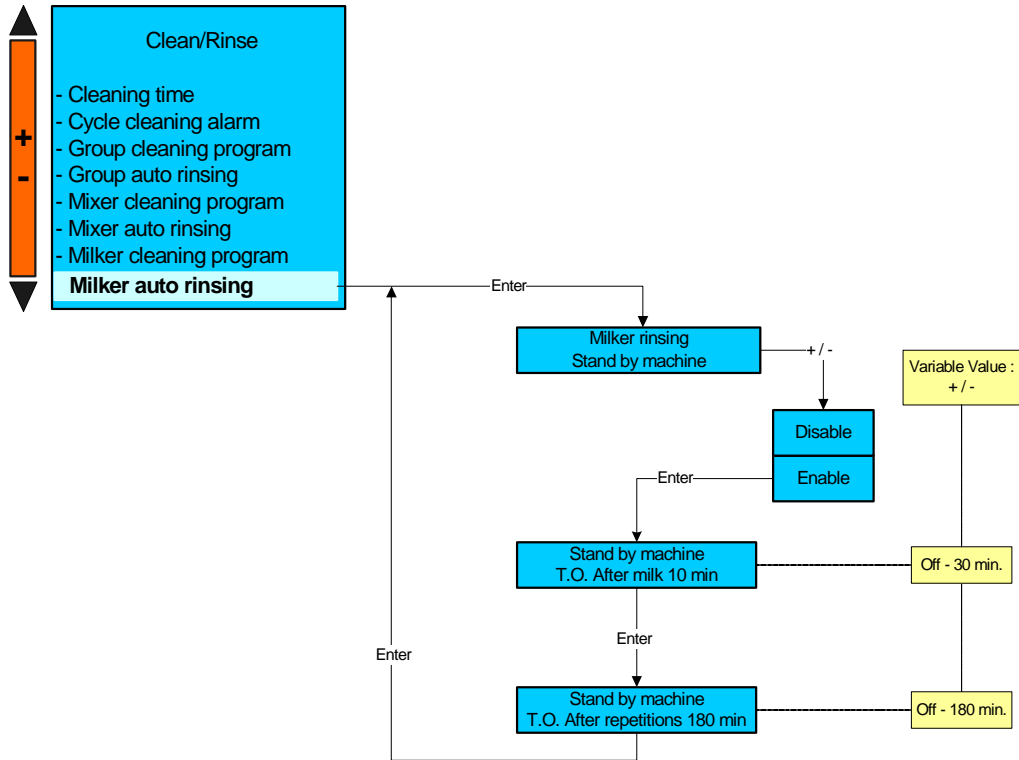 Clean/Rinse
- Cleaning time
- Cycle cleaning alarm
- Group cleaning program
- Group auto rinsing
- Mixer cleaning program
- Mixer auto rinsing
- Milker cleaning program
Milker auto rinsing
+
-
Enter
Milker rinsing
Stand by machine
+ / -
Variable Value :
+ / -
Disable
Enable
Enter
Stand by machine
T.O. After milk 10 min
Off - 30 min.
Enter
Enter
Stand by machine
T.O. After repetitions 180 min
Off - 180 min.